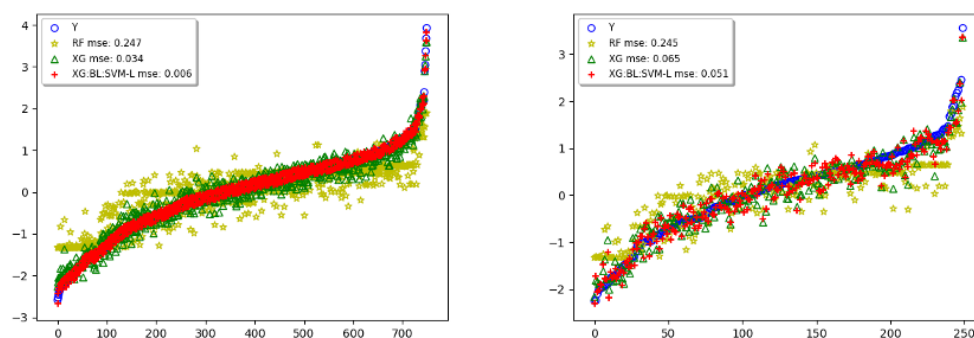 4
3
2
1
0
−1
−2
−3
Y
RF mse: 0.247
XG mse: 0.034
XG:BL:SVM-L mse: 0.006
0 100 200 300 400 500 600 700
3
2
1
0
−1
−2
Y
RF mse: 0.245
XG mse: 0.065
XG:BL:SVM-L mse: 0.051
0 50 100 150 200 250